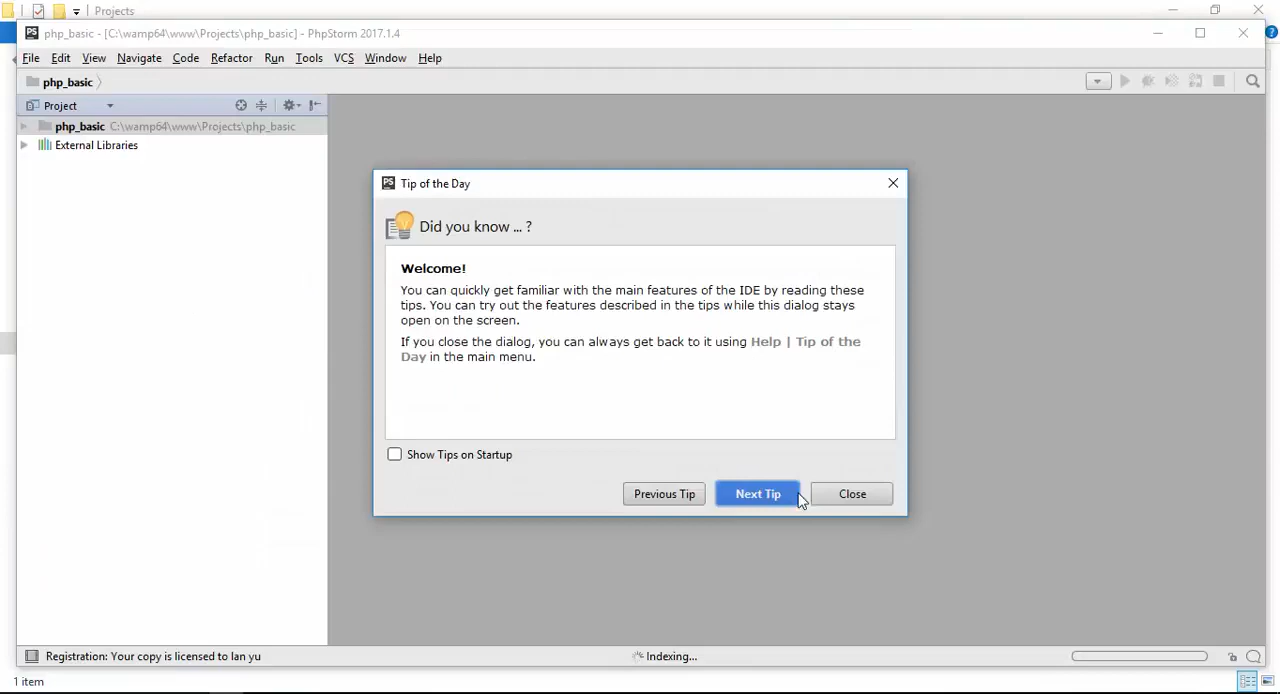 Projects
PS php_basic - [C:\wamp64\www\Projects\php_basic] - PhpStorm 2017.1.4
File Edit View Navigate Code Refactor Run Tools VCS Window Help
php_basic
Project
php_basic C:\wamp64\www\Projects\php_basic
External Libraries
PS Tip of the Day
Did you know ... ?
Welcome!
You can quickly get familiar with the main features of the IDE by reading these
tips. You can try out the features described in the tips while this dialog stays
open on the screen.
If you close the dialog, you can always get back to it using Help | Tip of the
Day in the main menu.
Show Tips on Startup
Previous Tip Next Tip Close
Registration: Your copy is licensed to lan yu Indexing...
1 item